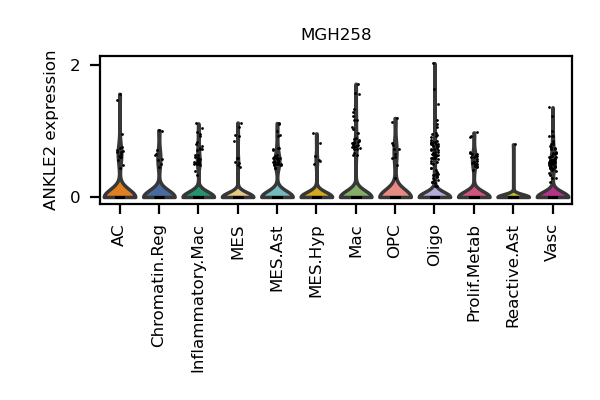 MGH258
ANKLE2 expression
2
0
AC
Chromatin.Reg
Inflammatory.Mac
MES
MES.Ast
MES.Hyp
Mac
OPC
Oligo
Prolif.Metab
Reactive.Ast
Vasc